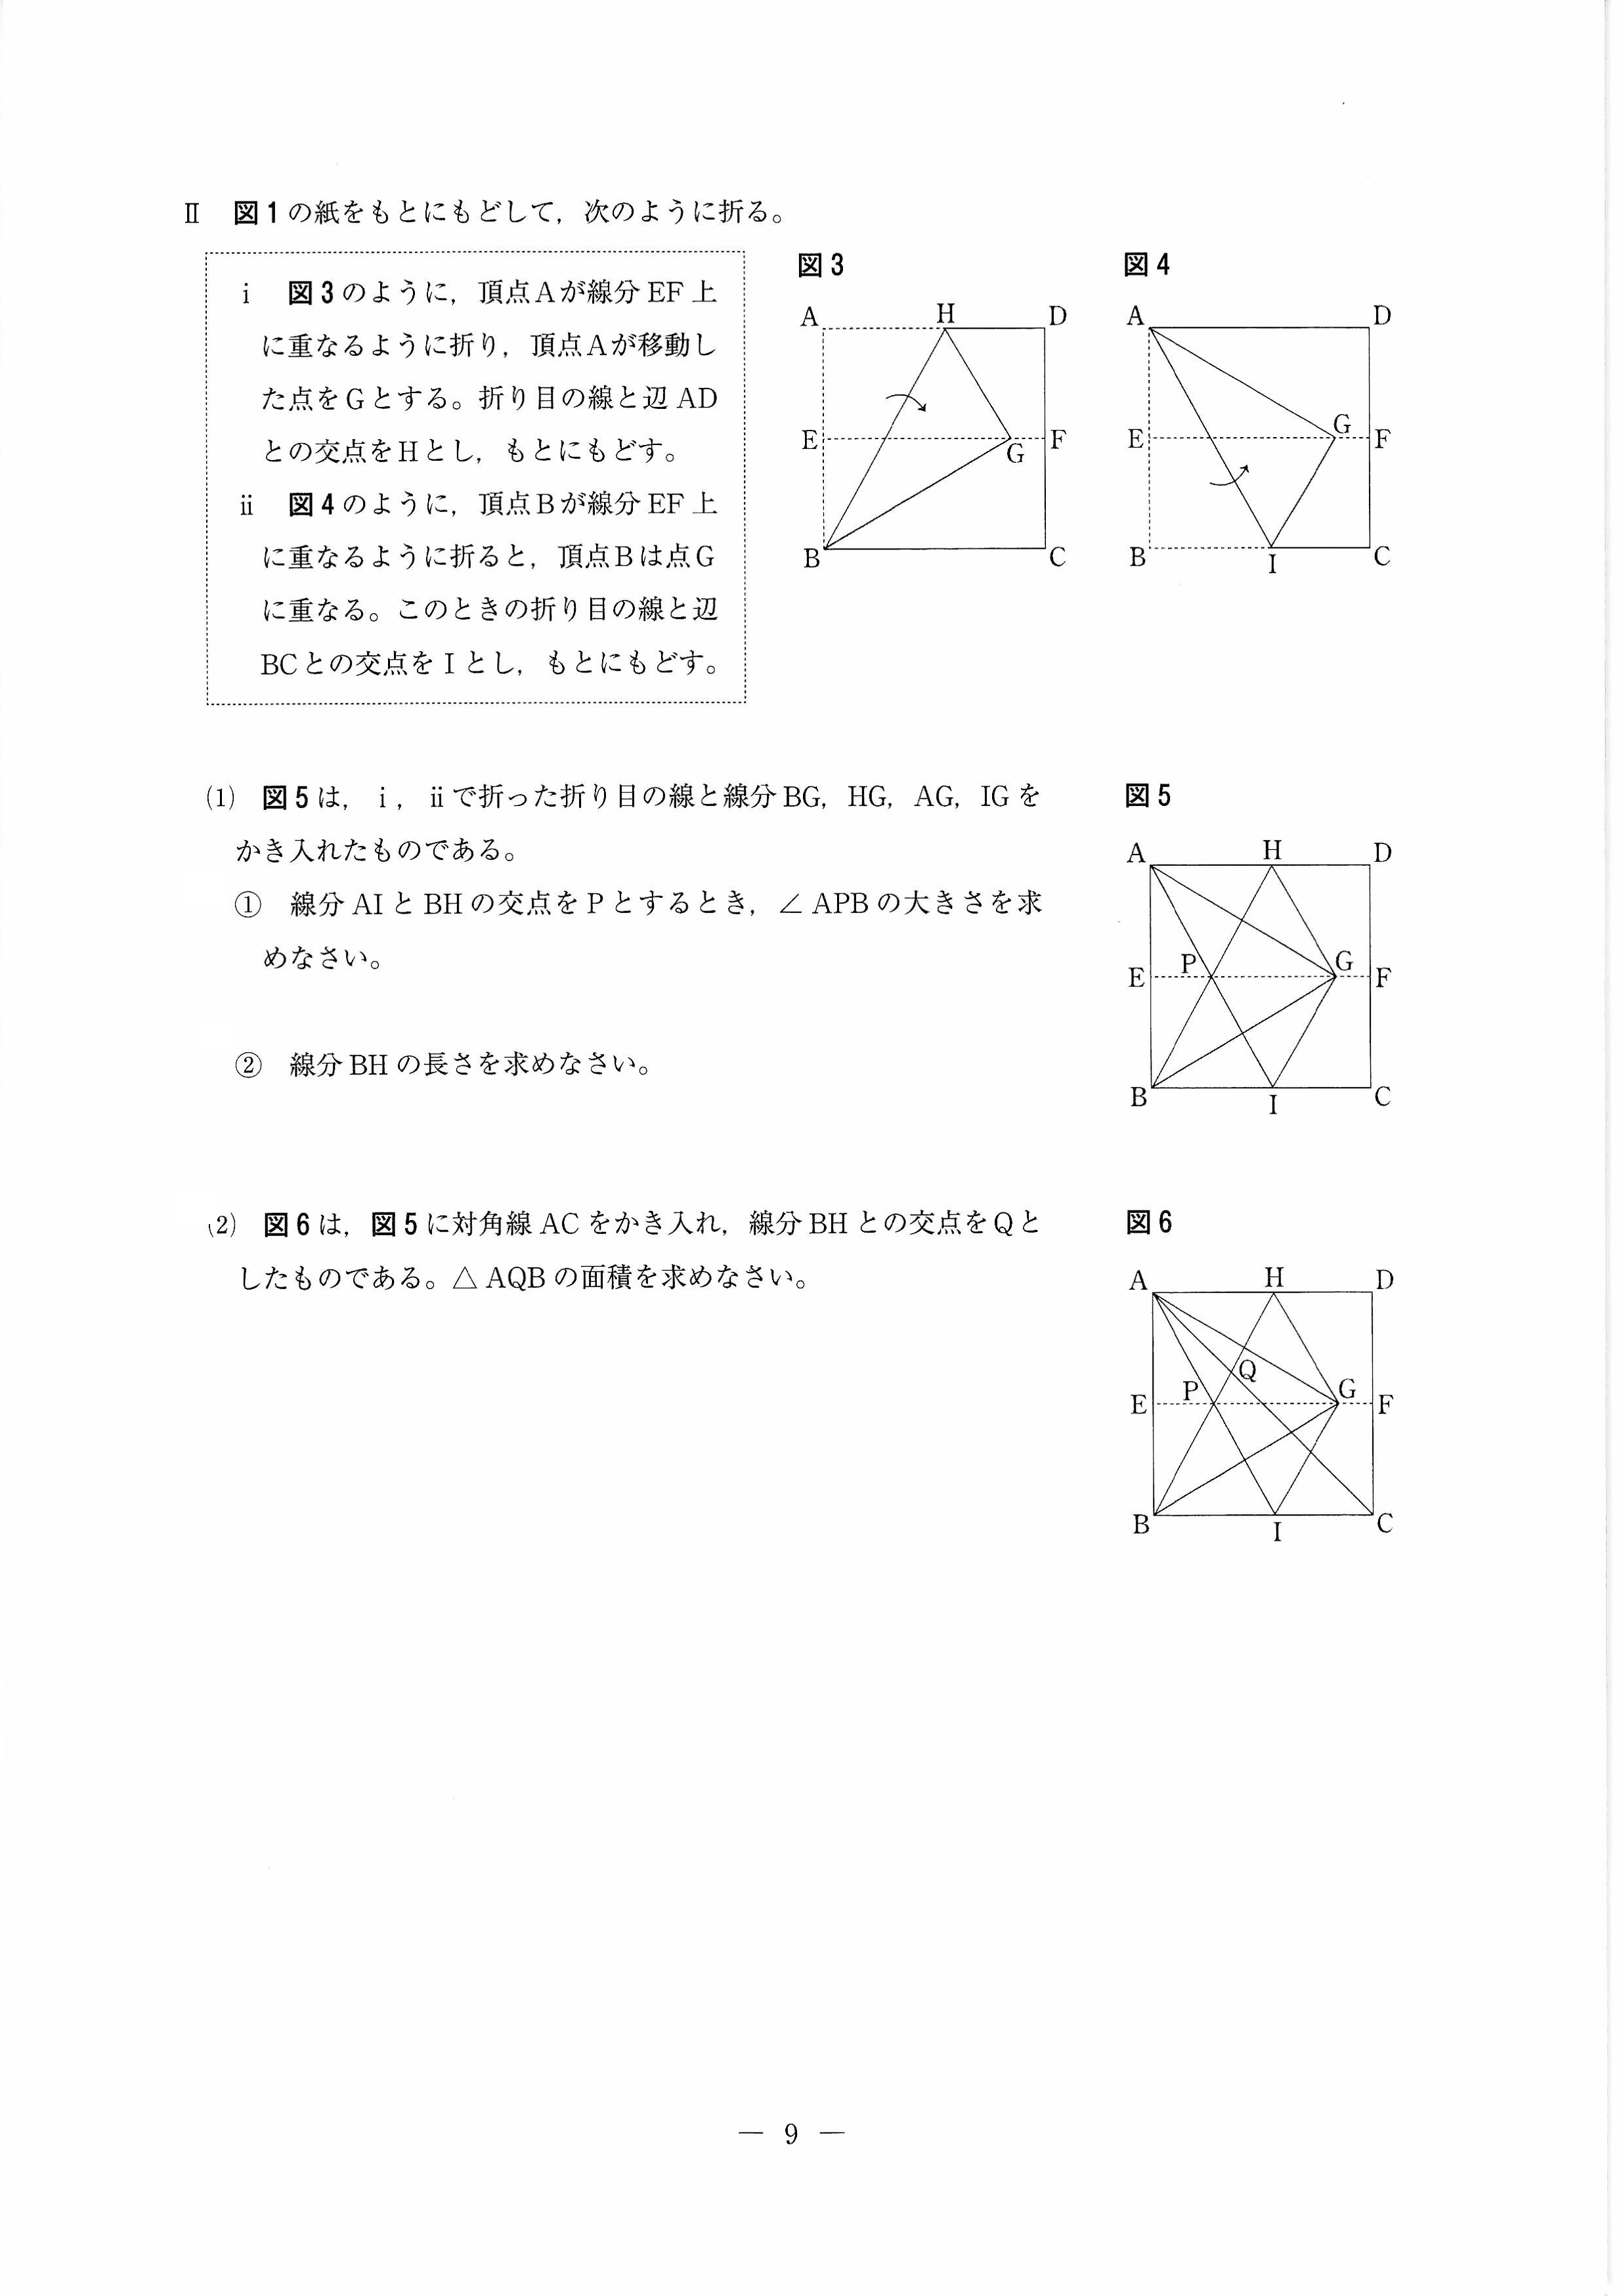 Ⅱ 図1の紙をもとにもどして，次のように折る。
ⅰ 図3のように，頂点Aが線分EF上
に重なるように折り，頂点Aが移動し
た点をGとする。折り目の線と辺AD
との交点をHとし，もとにもどす。
ⅱ 図4のように，頂点Bが線分EF上
に重なるように折ると，頂点Bは点G
に重なる。このときの折り目の線と辺
BCとの交点をIとし，もとにもどす。
図3
A H D
E F
G
B C
図4
A D
E G F
B I C
(1) 図5は，ⅰ，ⅱで折った折り目の線と線分BG，HG，AG，IGを
かき入れたものである。
① 線分AIとBHの交点をPとするとき，∠APBの大きさを求
めなさい。
② 線分BHの長さを求めなさい。
図5
A H D
E P G F
B I C
(2) 図6は，図5に対角線ACをかき入れ，線分BHとの交点をQと
したものである。△AQBの面積を求めなさい。
図6
A H D
Q
E P G F
B I C
― 9 ―